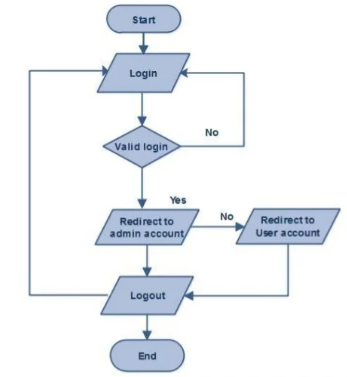 Start
Login
No
Valid login
Yes
Redirect to
admin account
No
Redirect to
User account
Logout
End